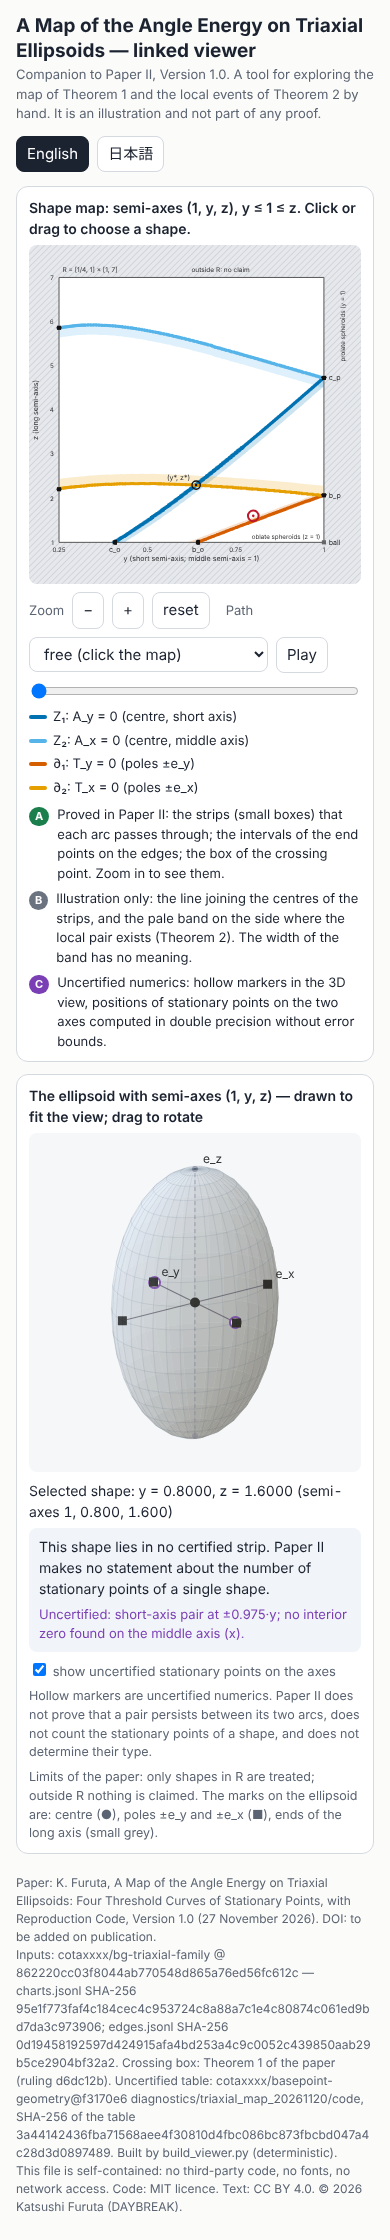 A Map of the Angle Energy on Triaxial
Ellipsoids — linked viewer
Companion to Paper II, Version 1.0. A tool for exploring the
map of Theorem 1 and the local events of Theorem 2 by
hand. It is an illustration and not part of any proof.
English
日本語
Shape map: semi-axes (1, y, z), y ≤ 1 ≤ z. Click or
drag to choose a shape.
R = [1/4, 1] × [1, 7]
outside R: no claim
7
6
5
4
3
2
1
z (long semi-axis)
prolate spheroids (y = 1)
c_p
b_p
(y*, z*)
oblate spheroids (z = 1)
ball
0.25
c_o
0.5
b_o
0.75
1
y (short semi-axis; middle semi-axis = 1)
Zoom
−
+
reset
Path
free (click the map)
Play
Z₁: A_y = 0 (centre, short axis)
Z₂: A_x = 0 (centre, middle axis)
∂₁: T_y = 0 (poles ±e_y)
∂₂: T_x = 0 (poles ±e_x)
A
Proved in Paper II: the strips (small boxes) that
each arc passes through; the intervals of the end
points on the edges; the box of the crossing
point. Zoom in to see them.
B
Illustration only: the line joining the centres of the
strips, and the pale band on the side where the
local pair exists (Theorem 2). The width of the
band has no meaning.
C
Uncertified numerics: hollow markers in the 3D
view, positions of stationary points on the two
axes computed in double precision without error
bounds.
The ellipsoid with semi-axes (1, y, z) — drawn to
fit the view; drag to rotate
e_z
e_y
e_x
Selected shape: y = 0.8000, z = 1.6000 (semi-
axes 1, 0.800, 1.600)
This shape lies in no certified strip. Paper II
makes no statement about the number of
stationary points of a single shape.
Uncertified: short-axis pair at ±0.975·y; no interior
zero found on the middle axis (x).
show uncertified stationary points on the axes
Hollow markers are uncertified numerics. Paper II does
not prove that a pair persists between its two arcs, does
not count the stationary points of a shape, and does not
determine their type.
Limits of the paper: only shapes in R are treated;
outside R nothing is claimed. The marks on the ellipsoid
are: centre (●), poles ±e_y and ±e_x (■), ends of the
long axis (small grey).
Paper: K. Furuta, A Map of the Angle Energy on Triaxial
Ellipsoids: Four Threshold Curves of Stationary Points, with
Reproduction Code, Version 1.0 (27 November 2026). DOI: to
be added on publication.
Inputs: cotaxxxx/bg-triaxial-family @
862220cc03f8044ab770548d865a76ed56fc612c —
charts.jsonl SHA-256
95e1f773faf4c184cec4c953724c8a88a7c1e4c80874c061ed9b
d7da3c973906; edges.jsonl SHA-256
0d19458192597d424915afa4bd253a4c9c0052c439850aab29
b5ce2904bf32a2. Crossing box: Theorem 1 of the paper
(ruling d6dc12b). Uncertified table: cotaxxxx/basepoint-
geometry@f3170e6 diagnostics/triaxial_map_20261120/code,
SHA-256 of the table
3a44142436fba71568aee4f30810d4fbc086bc873fbcbd047a4
c28d3d0897489. Built by build_viewer.py (deterministic).
This file is self-contained: no third-party code, no fonts, no
network access. Code: MIT licence. Text: CC BY 4.0. © 2026
Katsushi Furuta (DAYBREAK).